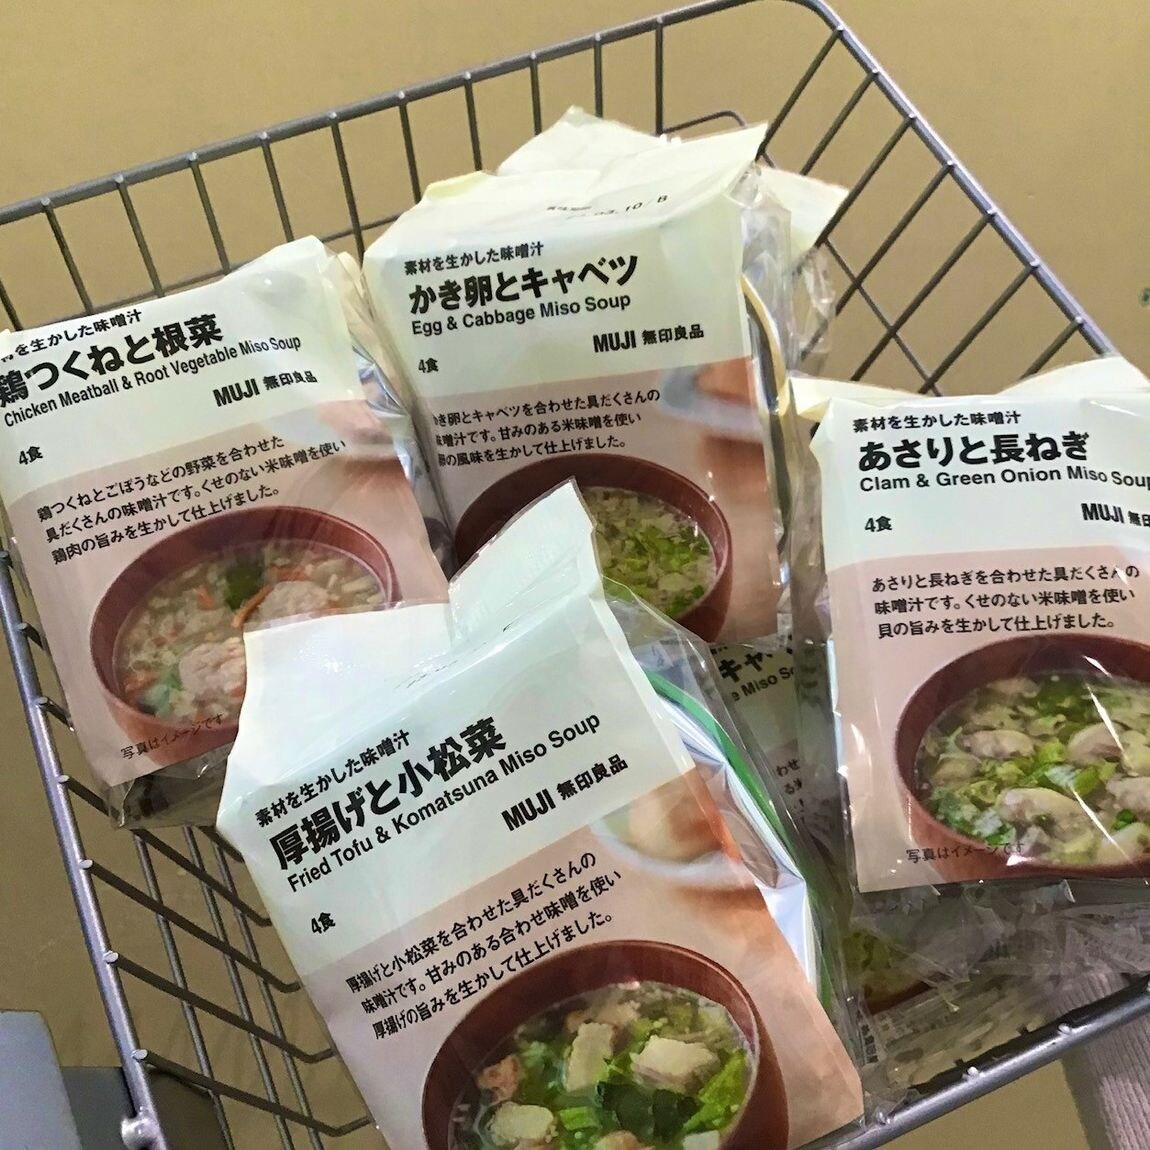 素材を生かした味噌汁
かき卵とキャベツ
Egg & Cabbage Miso Soup
MUJI 無印良品
4食
かき卵とキャベツを合わせた具だくさんの
味噌汁です。甘みのある米味噌を使い
卵の風味を生かして仕上げました。
材を生かした味噌汁
鶏つくねと根菜
Chicken Meatball & Root Vegetable Miso Soup
MUJI 無印良品
4食
鶏つくねとごぼうなどの野菜を合わせた
具だくさんの味噌汁です。くせのない米味噌を使い
鶏肉の旨みを生かして仕上げました。
写真はイメージです
素材を生かした味噌汁
あさりと長ねぎ
Clam & Green Onion Miso Soup
MUJI 無印
4食
あさりと長ねぎを合わせた具だくさんの
味噌汁です。くせのない米味噌を使い
貝の旨みを生かして仕上げました。
写真はイメージです
素材を生かした味噌汁
厚揚げと小松菜
Fried Tofu & Komatsuna Miso Soup
MUJI 無印良品
4食
厚揚げと小松菜を合わせた具だくさんの
味噌汁です。甘みのある合わせ味噌を使い
厚揚げの旨みを生かして仕上げました。
キャベ
e Miso So